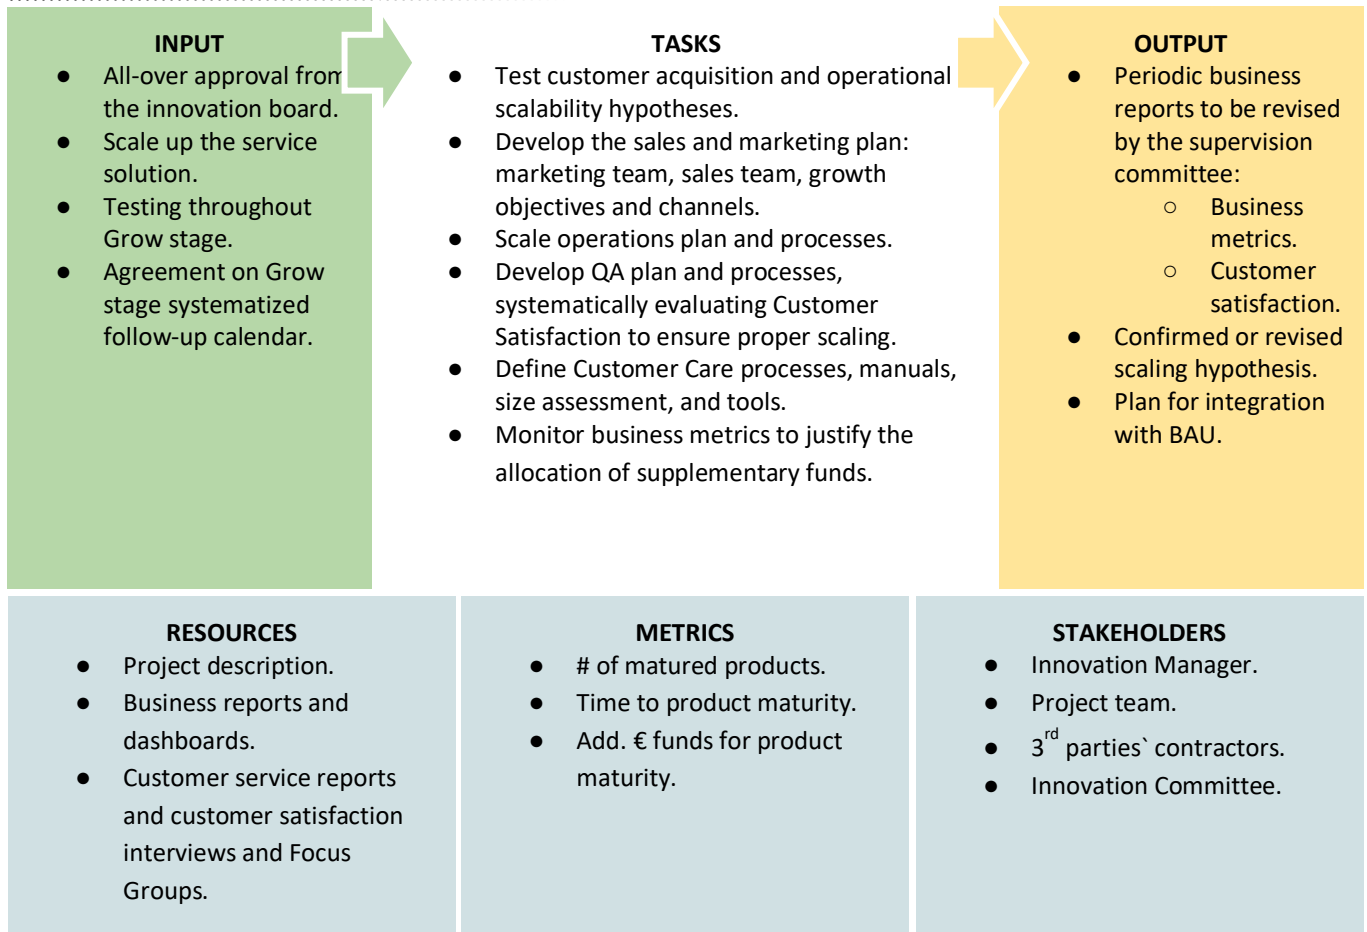 INPUT
● All-over approval from
the innovation board.
● Scale up the service
solution.
● Testing throughout
Grow stage.
● Agreement on Grow
stage systematized
follow-up calendar.
TASKS
● Test customer acquisition and operational
scalability hypotheses.
● Develop the sales and marketing plan:
marketing team, sales team, growth
objectives and channels.
● Scale operations plan and processes.
● Develop QA plan and processes,
systematically evaluating Customer
Satisfaction to ensure proper scaling.
● Define Customer Care processes, manuals,
size assessment, and tools.
● Monitor business metrics to justify the
allocation of supplementary funds.
OUTPUT
● Periodic business
reports to be revised
by the supervision
committee:
○ Business
metrics.
○ Customer
satisfaction.
● Confirmed or revised
scaling hypothesis.
● Plan for integration
with BAU.
RESOURCES
● Project description.
● Business reports and
dashboards.
● Customer service reports
and customer satisfaction
interviews and Focus
Groups.
METRICS
● # of matured products.
● Time to product maturity.
● Add. € funds for product
maturity.
STAKEHOLDERS
● Innovation Manager.
● Project team.
● 3rd parties` contractors.
● Innovation Committee.